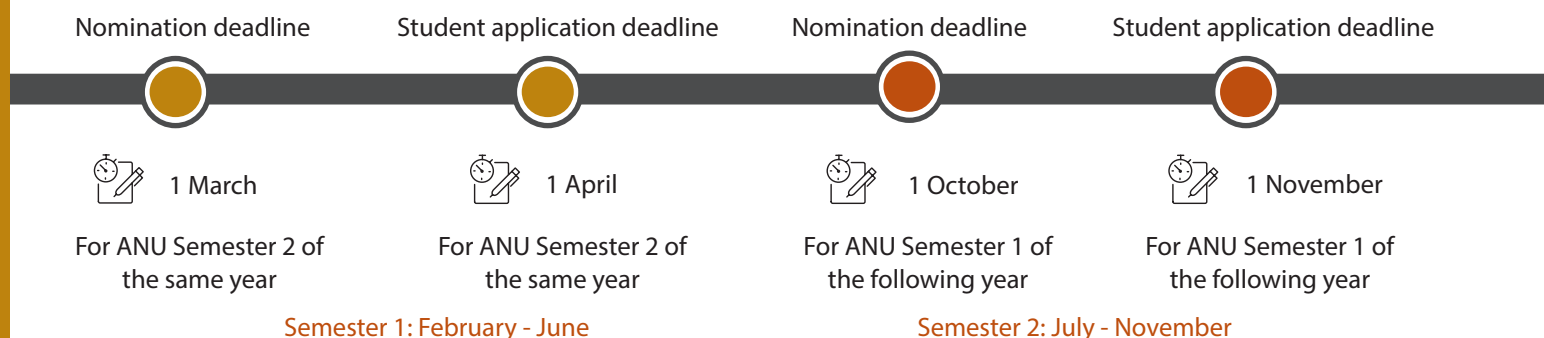 Nomination deadline
Student application deadline
Nomination deadline
Student application deadline
1 March
1 April
1 October
1 November
For ANU Semester 2 of
the same year
For ANU Semester 2 of
the same year
For ANU Semester 1 of
the following year
For ANU Semester 1 of
the following year
Semester 1: February - June
Semester 2: July - November